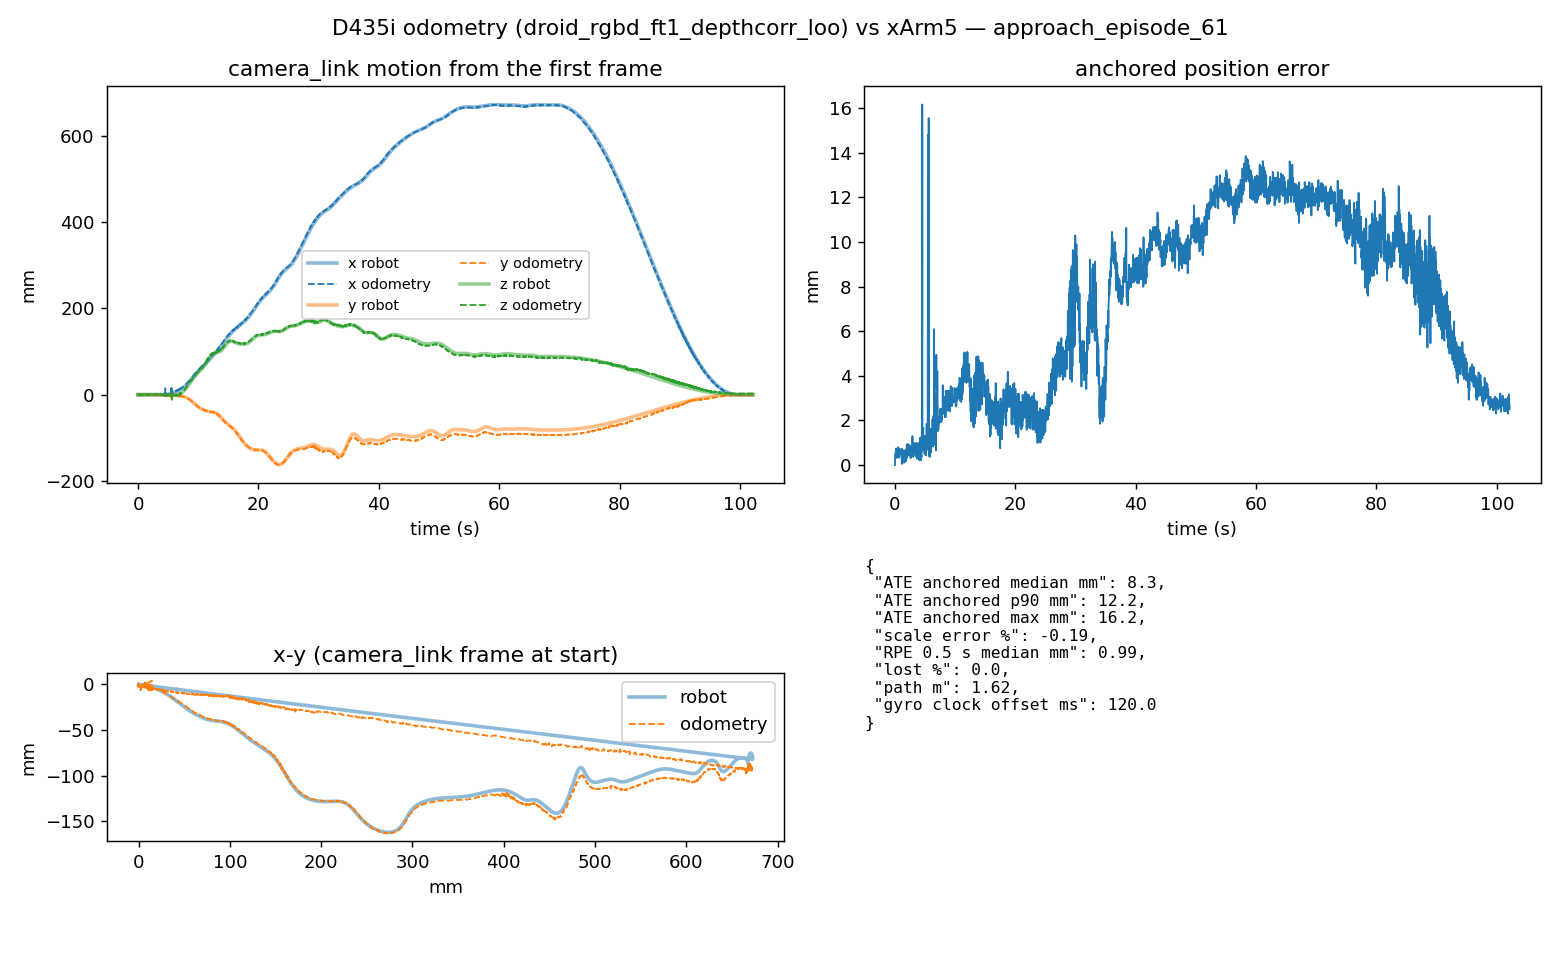 D435i odometry (droid_rgbd_ft1_depthcorr_loo) vs xArm5 — approach_episode_61
camera_link motion from the first frame
mm
600
400
200
0
−200
x robot
x odometry
y robot
y odometry
z robot
z odometry
0 20 40 60 80 100
time (s)
anchored position error
mm
16
14
12
10
8
6
4
2
0
0 20 40 60 80 100
time (s)
x-y (camera_link frame at start)
mm
0
−50
−100
−150
robot
odometry
0 100 200 300 400 500 600 700
mm
{
"ATE anchored median mm": 8.3,
"ATE anchored p90 mm": 12.2,
"ATE anchored max mm": 16.2,
"scale error %": -0.19,
"RPE 0.5 s median mm": 0.99,
"lost %": 0.0,
"path m": 1.62,
"gyro clock offset ms": 120.0
}